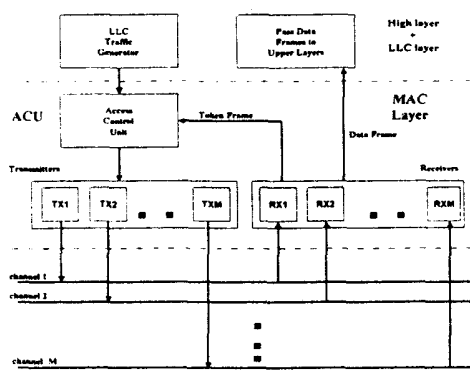 LLC
Traffic
Generator
Pass Data
Frames to
Upper Layers
High layer
+
LLC layer
ACU
Access
Control
Unit
Token Frame
Data Frame
MAC
Layer
Transmitters
Receivers
TX1
TX2
TXM
RX1
RX2
RXM
channel 1
channel 2
channel M